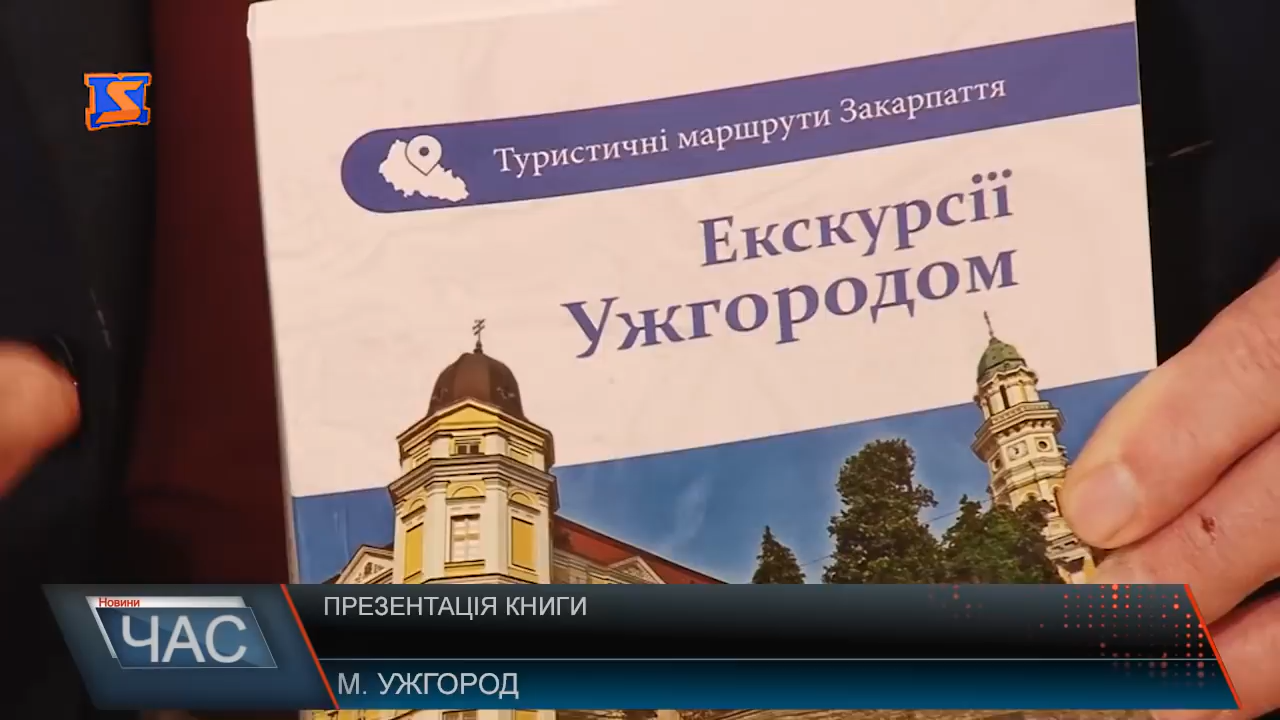 Туристичні маршрути Закарпаття
Екскурсії
Ужгородом
Новини
ЧАС
ПРЕЗЕНТАЦІЯ КНИГИ
М. УЖГОРОД